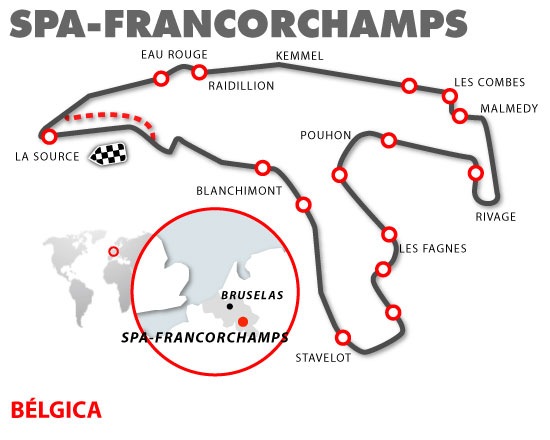 SPA-FRANCORCHAMPS
EAU ROUGE
KEMMEL
RAIDILLION
LES COMBES
MALMEDY
POUHON
LA SOURCE
BLANCHIMONT
RIVAGE
LES FAGNES
BRUSELAS
SPA-FRANCORCHAMPS
STAVELOT
BÉLGICA